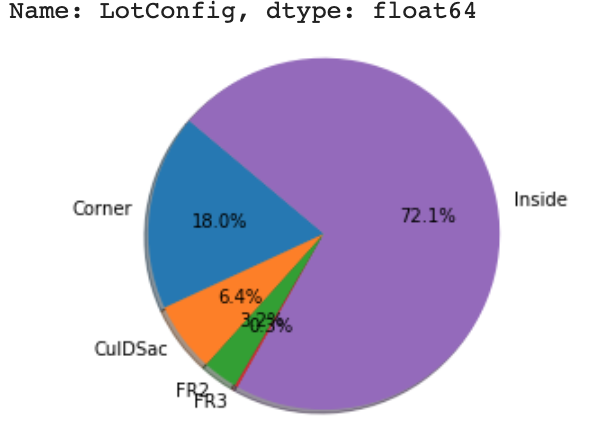 Name: LotConfig, dtype: float64
Inside
72.1%
Corner
18.0%
6.4%
3.2%
0.3%
CulDSac
FR2
FR3